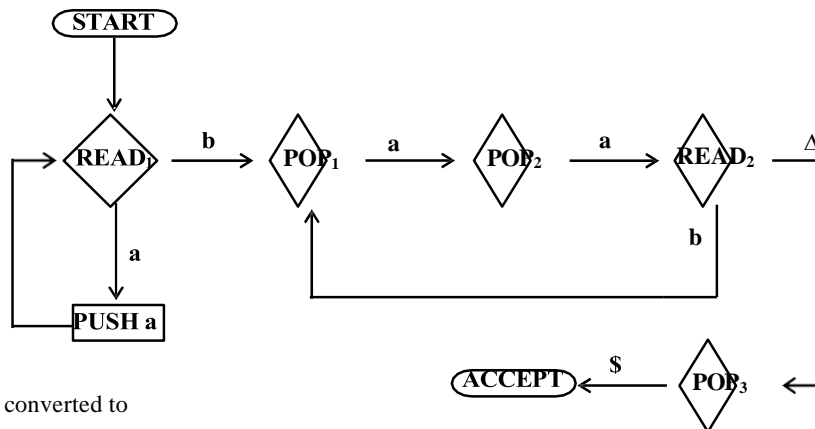 START
b
a
a
Δ
READ₁
POP₁
POP₂
READ₂
b
a
PUSH a
$
ACCEPT
POP₃
converted to